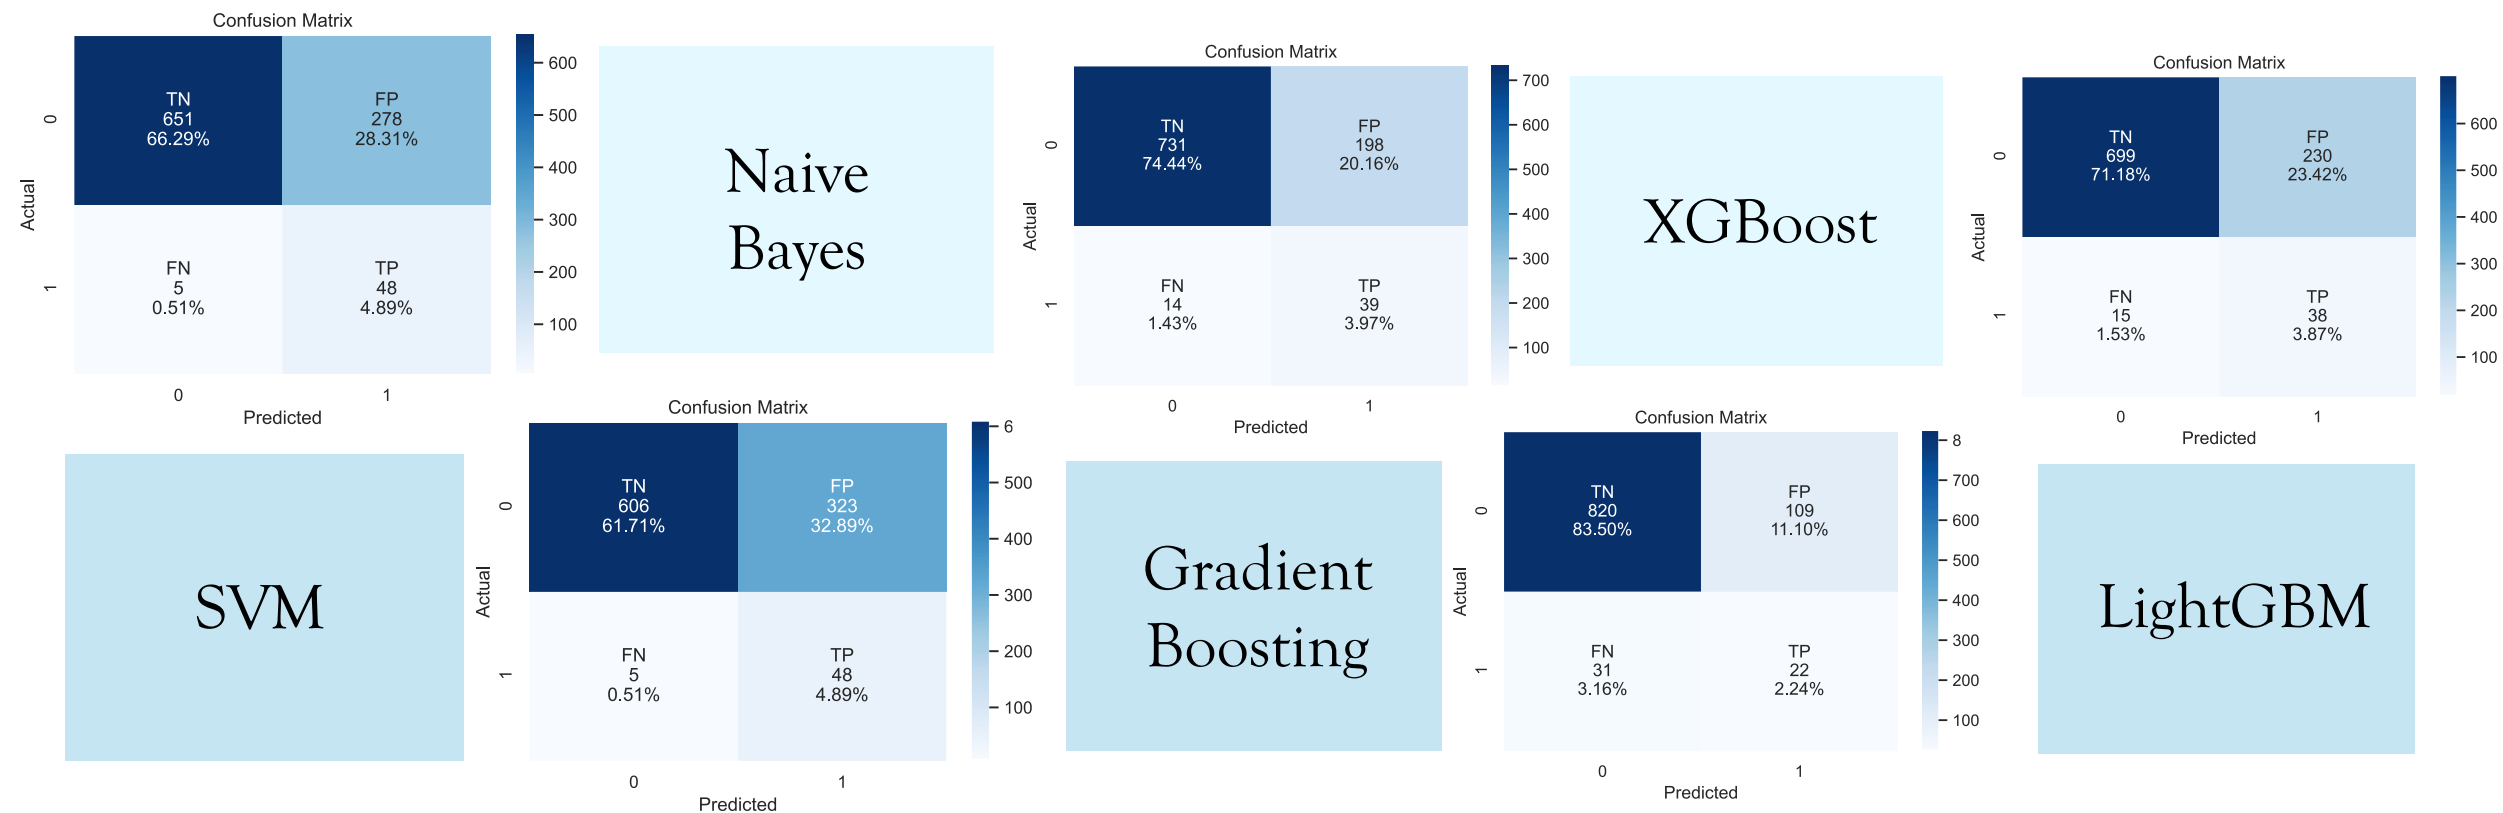 Confusion Matrix
TN
651
66.29%
FP
278
28.31%
FN
5
0.51%
TP
48
4.89%
0
1
Actual
0
1
Predicted
600
500
400
300
200
100
Naive
Bayes
Confusion Matrix
TN
731
74.44%
FP
198
20.16%
FN
14
1.43%
TP
39
3.97%
0
1
Actual
0
1
Predicted
700
600
500
400
300
200
100
XGBoost
Confusion Matrix
TN
699
71.18%
FP
230
23.42%
FN
15
1.53%
TP
38
3.87%
0
1
Actual
0
1
Predicted
600
500
400
300
200
100
SVM
Confusion Matrix
TN
606
61.71%
FP
323
32.89%
FN
5
0.51%
TP
48
4.89%
0
1
Actual
0
1
Predicted
6
500
400
300
200
100
Gradient
Boosting
Confusion Matrix
TN
820
83.50%
FP
109
11.10%
FN
31
3.16%
TP
22
2.24%
0
1
Actual
0
1
Predicted
8
700
600
500
400
300
200
100
LightGBM